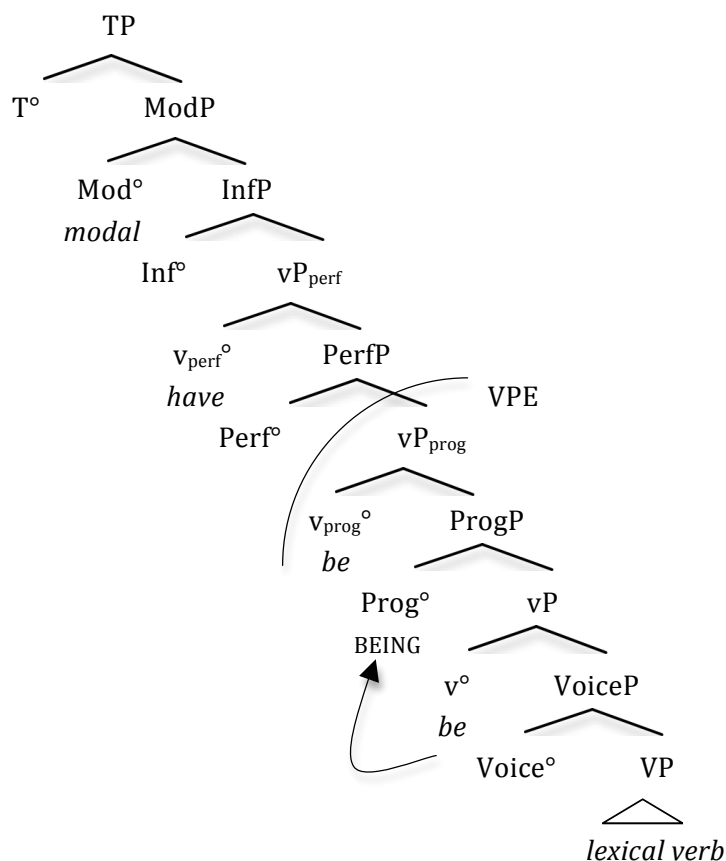 TP
T° ModP
Mod° InfP
modal
Inf° vPperf
vperf° PerfP
have
VPE
Perf° vPprog
vprog° ProgP
be
Prog° vP
BEING
v° VoiceP
be
Voice° VP
lexical verb